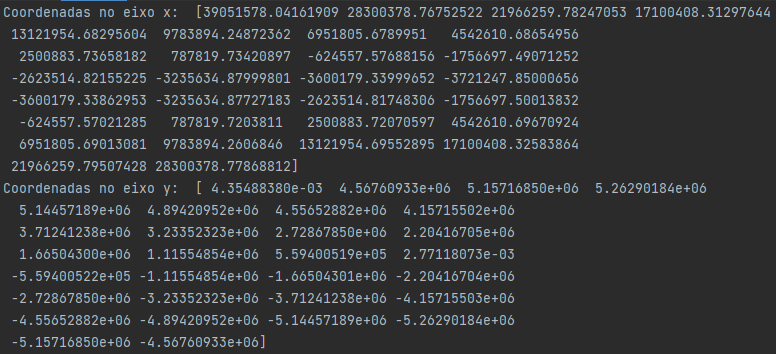 Coordenadas no eixo x:  [39051578.04161909 28300378.76752522 21966259.78247053 17100408.31297644
 13121954.68295604  9783894.24872362  6951805.6789951   4542610.68654956
  2500883.73658182   787819.73420897  -624557.57688156 -1756697.49071252
 -2623514.82155225 -3235634.87999801 -3600179.33999652 -3721247.85000656
 -3600179.33862953 -3235634.87727183 -2623514.81748306 -1756697.50013832
  -624557.57021285   787819.7203811   2500883.72070597  4542610.69670924
  6951805.69013081  9783894.2606846  13121954.69552895 17100408.32583864
 21966259.79507428 28300378.77868812]
Coordenadas no eixo y:  [ 4.35488380e-03  4.56760933e+06  5.15716850e+06  5.26290184e+06
  5.14457189e+06  4.89420952e+06  4.55652882e+06  4.15715502e+06
  3.71241238e+06  3.23352323e+06  2.72867850e+06  2.20416705e+06
  1.66504300e+06  1.11554854e+06  5.59400519e+05  2.77118073e-03
 -5.59400522e+05 -1.11554854e+06 -1.66504301e+06 -2.20416704e+06
 -2.72867850e+06 -3.23352323e+06 -3.71241238e+06 -4.15715503e+06
 -4.55652882e+06 -4.89420952e+06 -5.14457189e+06 -5.26290184e+06
 -5.15716850e+06 -4.56760933e+06]